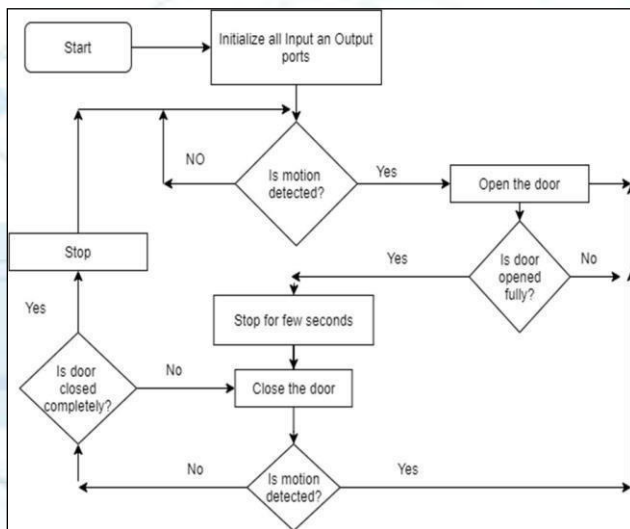 Start
Initialize all Input an Output
ports
NO
Is motion
detected?
Yes
Open the door
Stop
Yes
Is door
opened
fully?
No
Yes
Stop for few seconds
Is door
closed
completely?
No
Close the door
No
Is motion
detected?
Yes